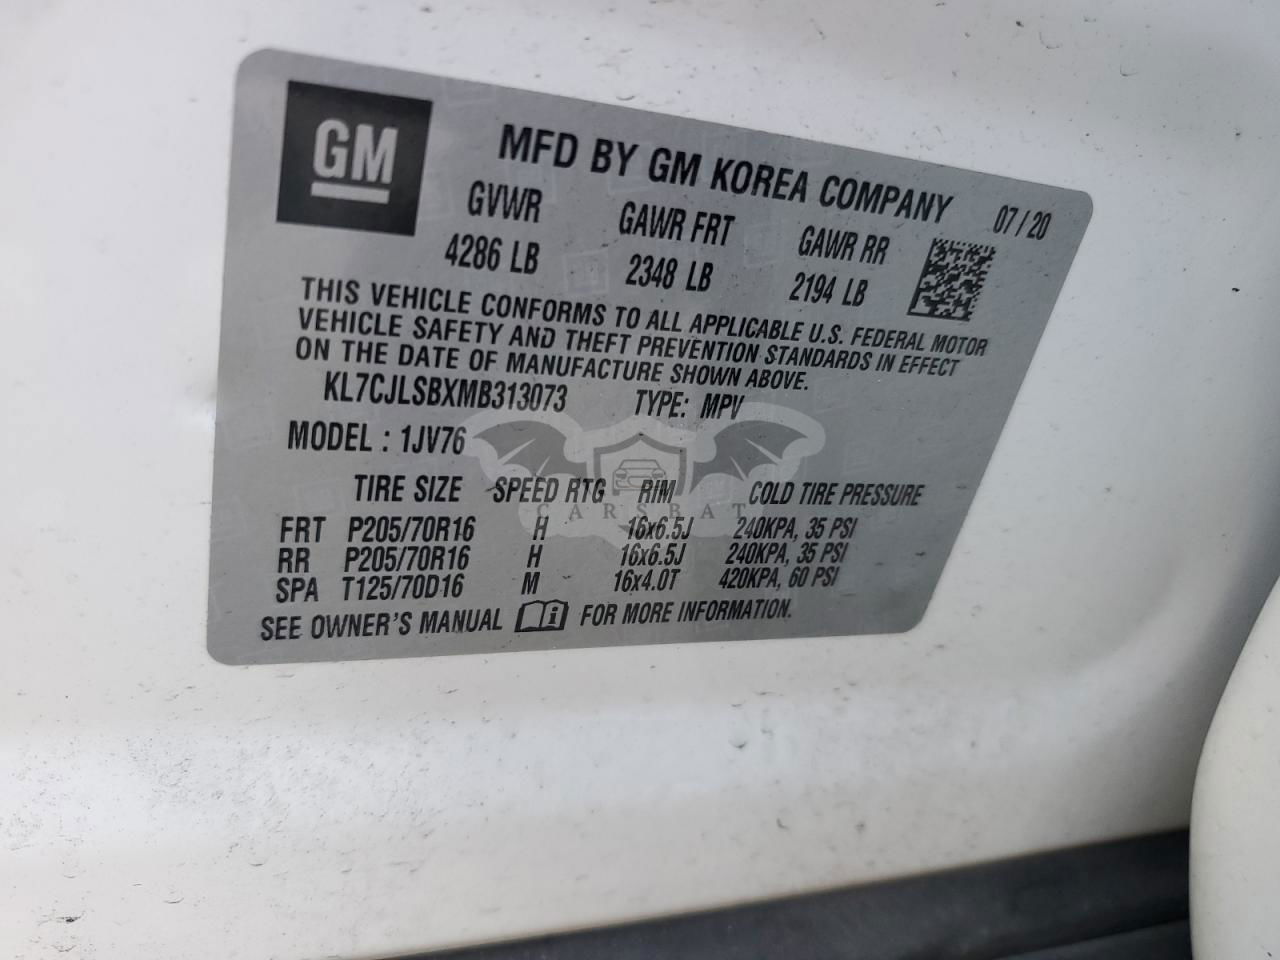 GM
MFD BY GM KOREA COMPANY 07/20
GVWR GAWR FRT GAWR RR
4286 LB 2348 LB 2194 LB
THIS VEHICLE CONFORMS TO ALL APPLICABLE U.S. FEDERAL MOTOR
VEHICLE SAFETY AND THEFT PREVENTION STANDARDS IN EFFECT
ON THE DATE OF MANUFACTURE SHOWN ABOVE.
KL7CJLSBXMB313073 TYPE: MPV
MODEL : 1JV76
TIRE SIZE SPEED RTG RIM COLD TIRE PRESSURE
CARSBAT
FRT P205/70R16 H 16x6.5J 240KPA, 35 PSI
RR P205/70R16 H 16x6.5J 240KPA, 35 PSI
SPA T125/70D16 M 16x4.0T 420KPA, 60 PSI
SEE OWNER'S MANUAL i FOR MORE INFORMATION.